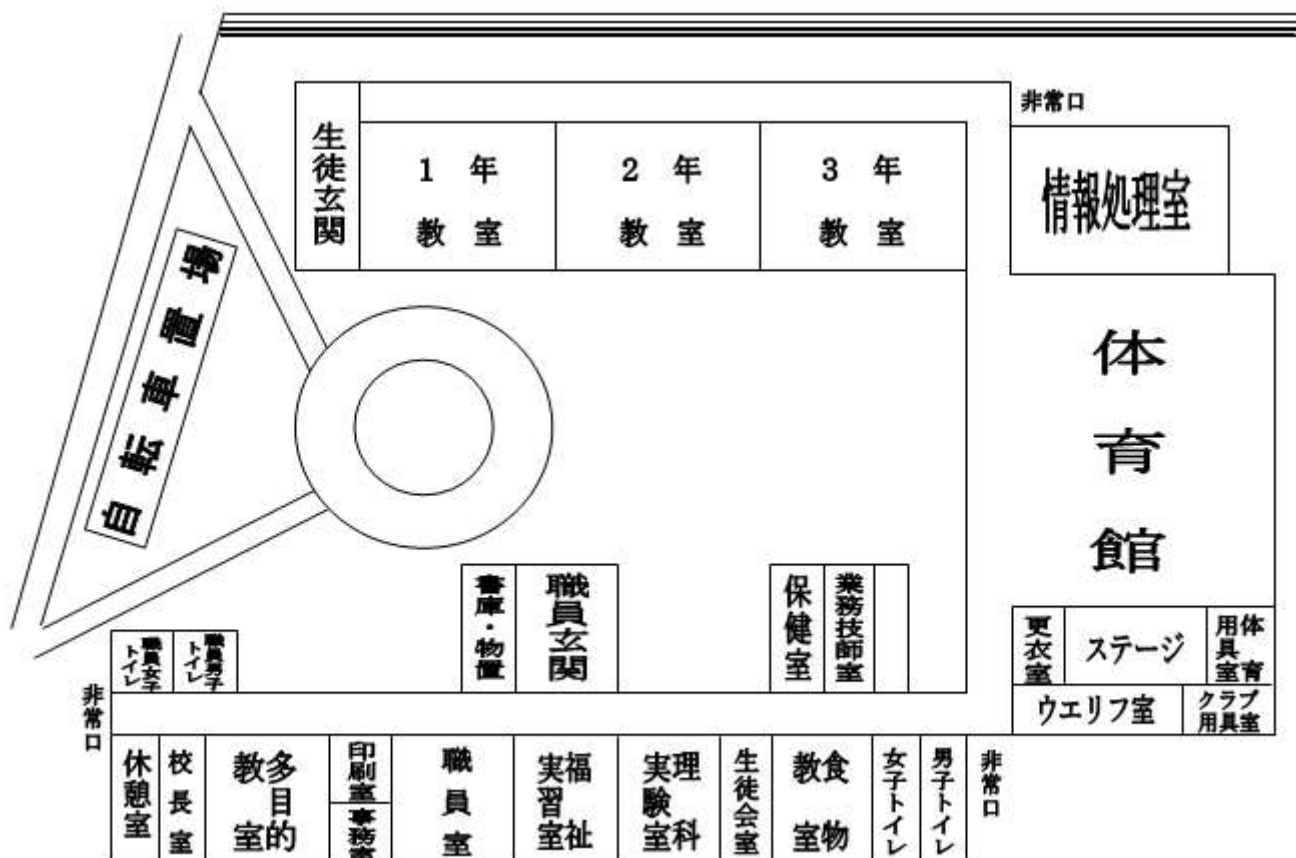 非常口
生徒玄関
1年
教室
2年
教室
3年
教室
情報処理室
自転車置場
体育館
書庫・物置
職員玄関
保健室
業務技師室
更衣室
ステージ
体育
用具室
職員女子
トイレ
職員男子
トイレ
非常口
ウエリフ室
クラブ
用具室
休憩室
校長室
多目的
教室
印刷室
事務室
職員室
福祉
実習室
理科
実験室
生徒会室
食物
教室
女子トイレ
男子トイレ
非常口